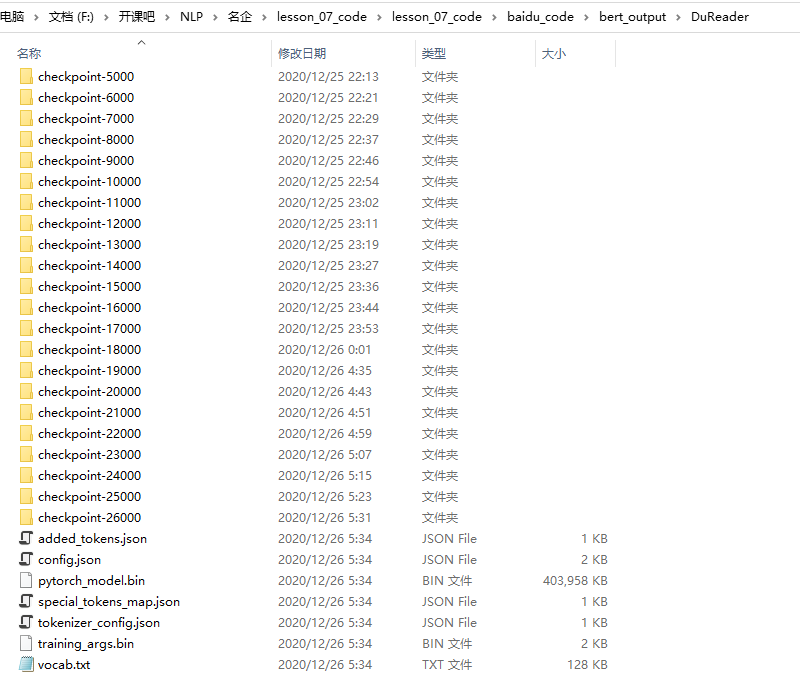 电脑 › 文档 (F:) › 开课吧 › NLP › 名企 › lesson_07_code › lesson_07_code › baidu_code › bert_output › DuReader
名称 修改日期 类型 大小
checkpoint-5000 2020/12/25 22:13 文件夹
checkpoint-6000 2020/12/25 22:21 文件夹
checkpoint-7000 2020/12/25 22:29 文件夹
checkpoint-8000 2020/12/25 22:37 文件夹
checkpoint-9000 2020/12/25 22:46 文件夹
checkpoint-10000 2020/12/25 22:54 文件夹
checkpoint-11000 2020/12/25 23:02 文件夹
checkpoint-12000 2020/12/25 23:11 文件夹
checkpoint-13000 2020/12/25 23:19 文件夹
checkpoint-14000 2020/12/25 23:27 文件夹
checkpoint-15000 2020/12/25 23:36 文件夹
checkpoint-16000 2020/12/25 23:44 文件夹
checkpoint-17000 2020/12/25 23:53 文件夹
checkpoint-18000 2020/12/26 0:01 文件夹
checkpoint-19000 2020/12/26 4:35 文件夹
checkpoint-20000 2020/12/26 4:43 文件夹
checkpoint-21000 2020/12/26 4:51 文件夹
checkpoint-22000 2020/12/26 4:59 文件夹
checkpoint-23000 2020/12/26 5:07 文件夹
checkpoint-24000 2020/12/26 5:15 文件夹
checkpoint-25000 2020/12/26 5:23 文件夹
checkpoint-26000 2020/12/26 5:31 文件夹
added_tokens.json 2020/12/26 5:34 JSON File 1 KB
config.json 2020/12/26 5:34 JSON File 2 KB
pytorch_model.bin 2020/12/26 5:34 BIN 文件 403,958 KB
special_tokens_map.json 2020/12/26 5:34 JSON File 1 KB
tokenizer_config.json 2020/12/26 5:34 JSON File 1 KB
training_args.bin 2020/12/26 5:34 BIN 文件 2 KB
vocab.txt 2020/12/26 5:34 TXT 文件 128 KB